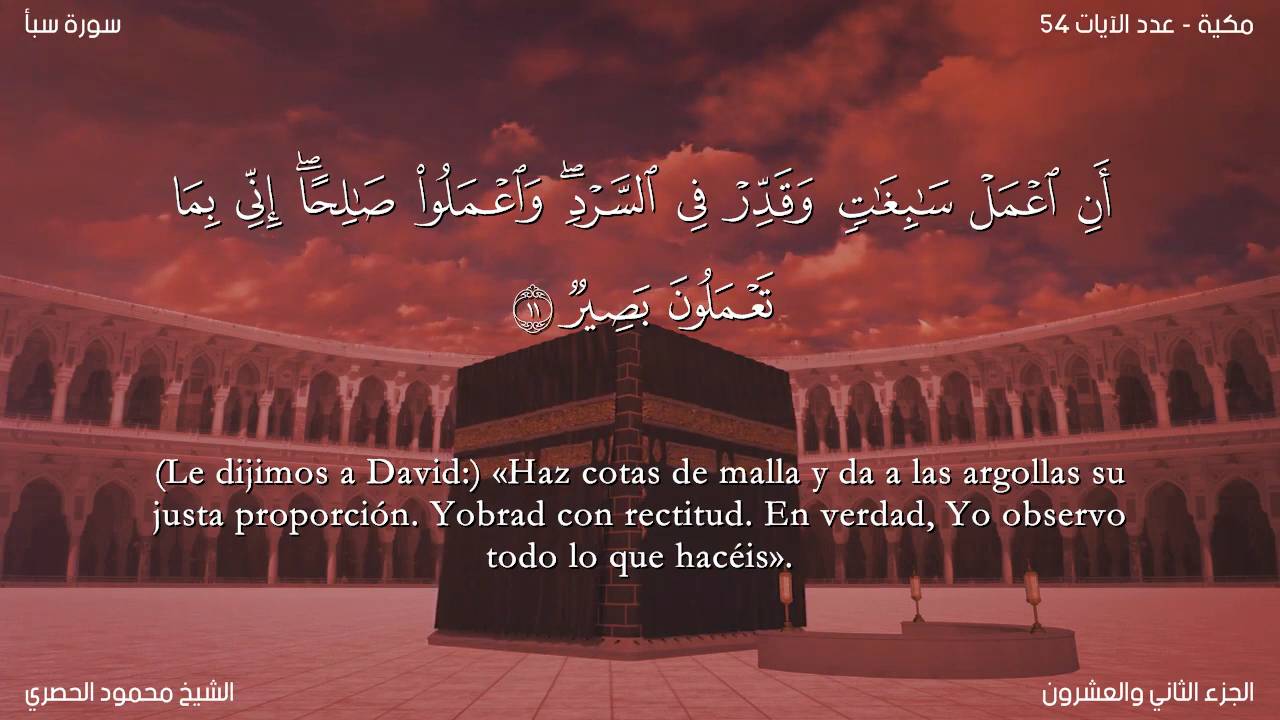 سورة سبأ
مكية - عدد الآيات 54
أَنِ ٱعْمَلْ سَٰبِغَٰتٍ وَقَدِّرْ فِى ٱلسَّرْدِ ۖ وَٱعْمَلُوا۟ صَٰلِحًا ۖ إِنِّى بِمَا
تَعْمَلُونَ بَصِيرٌ ١١
(Le dijimos a David:) «Haz cotas de malla y da a las argollas su
justa proporción. Yobrad con rectitud. En verdad, Yo observo
todo lo que hacéis».
الشيخ محمود الحصري
الجزء الثاني والعشرون